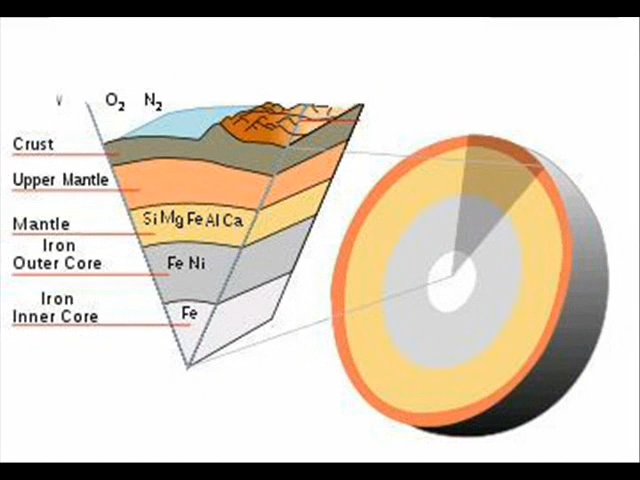 O₂ N₂
Crust
Upper Mantle
Mantle
Si Mg Fe Al Ca
Iron
Outer Core
Fe Ni
Iron
Inner Core
Fe